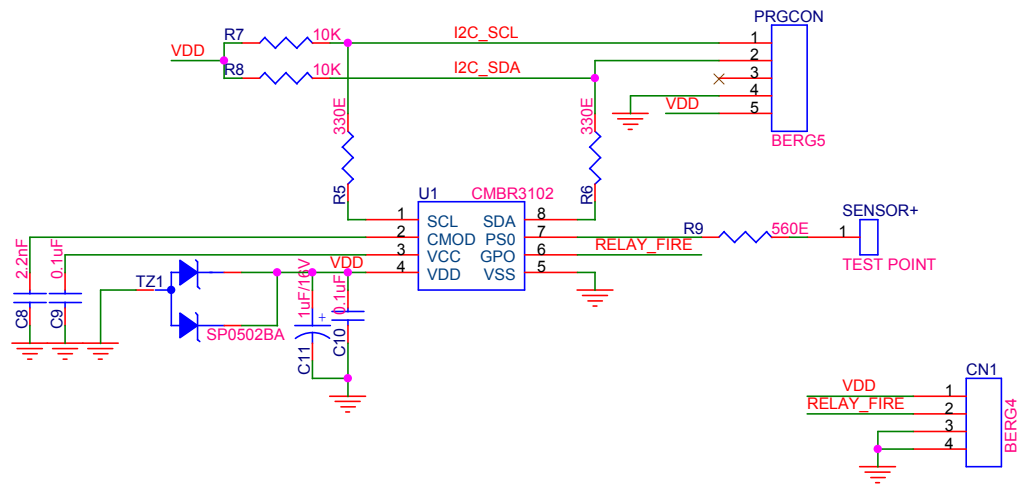 R7 10K I2C_SCL PRGCON
VDD
R8 10K I2C_SDA
1
2
3
4
5
VDD
BERG5
330E
330E
R5
R6
U1 CMBR3102
1 SCL SDA 8
2 CMOD PS0 7
3 VCC GPO 6
4 VDD VSS 5
R9 560E
RELAY_FIRE
SENSOR+
1
TEST POINT
2.2nF
0.1uF
C8
C9
TZ1
SP0502BA
VDD
1uF/16V
0.1uF
+
C11
C10
CN1
VDD 1
RELAY_FIRE 2
3
4
BERG4